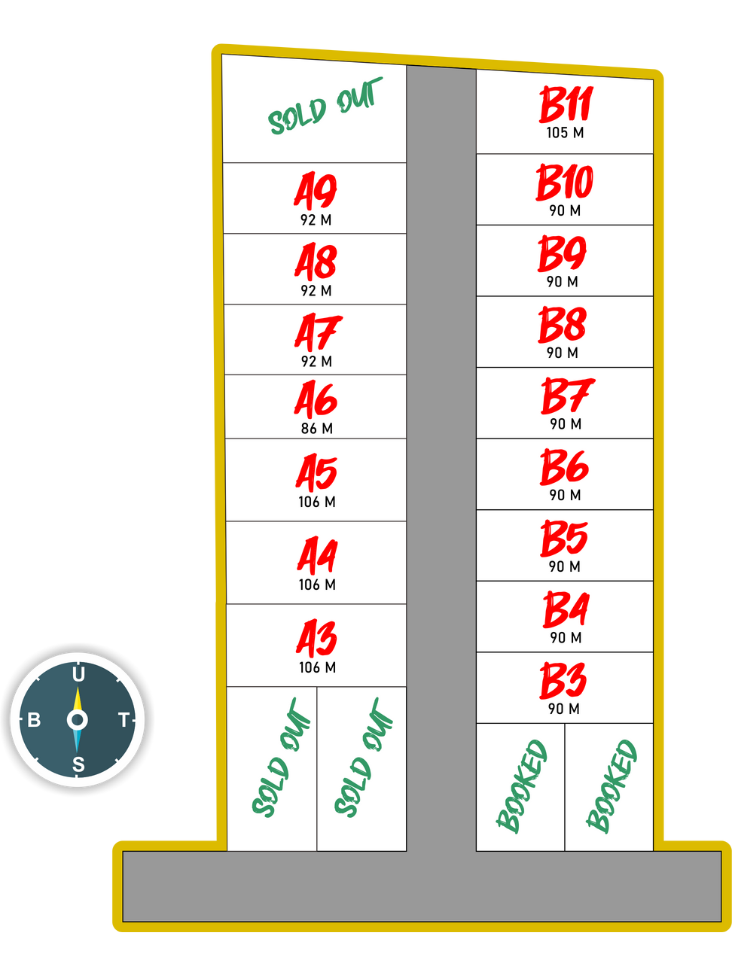 SOLD OUT
A9
92 M
A8
92 M
A7
92 M
A6
86 M
A5
106 M
A4
106 M
A3
106 M
SOLD OUT
SOLD OUT
B11
105 M
B10
90 M
B9
90 M
B8
90 M
B7
90 M
B6
90 M
B5
90 M
B4
90 M
B3
90 M
BOOKED
BOOKED
U
B T
S